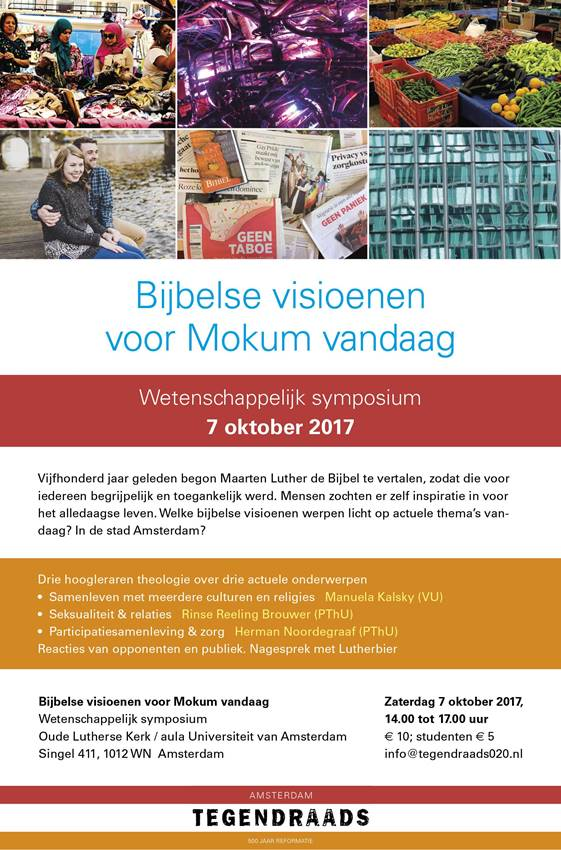 GEEN
TABOE
BIJBEL
Gay Pride
Privacy vs
zorgkost
GEEN PANIEK
Bijbelse visioenen
voor Mokum vandaag
Wetenschappelijk symposium
7 oktober 2017
Vijfhonderd jaar geleden begon Maarten Luther de Bijbel te vertalen, zodat die voor
iedereen begrijpelijk en toegankelijk werd. Mensen zochten er zelf inspiratie in voor
het alledaagse leven. Welke bijbelse visioenen werpen licht op actuele thema’s van-
daag? In de stad Amsterdam?
Drie hoogleraren theologie over drie actuele onderwerpen
• Samenleven met meerdere culturen en religies Manuela Kalsky (VU)
• Seksualiteit & relaties Rinse Reeling Brouwer (PThU)
• Participatiesamenleving & zorg Herman Noordegraaf (PThU)
Reacties van opponenten en publiek. Nagesprek met Lutherbier
Bijbelse visioenen voor Mokum vandaag
Wetenschappelijk symposium
Oude Lutherse Kerk / aula Universiteit van Amsterdam
Singel 411, 1012 WN Amsterdam
Zaterdag 7 oktober 2017,
14.00 tot 17.00 uur
€ 10; studenten € 5
info@tegendraads020.nl
AMSTERDAM
TEGENDRAADS
500 JAAR REFORMATIE